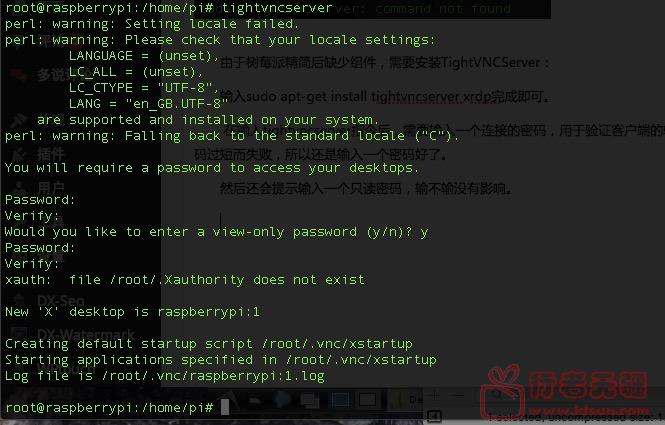 root@raspberrypi:/home/pi# tightvncserver
server: command not found
perl: warning: Setting locale failed.
perl: warning: Please check that your locale settings:
LANGUAGE = (unset),
由于树莓派精简后缺少组件，需要安装TightVNCServer：
LC_ALL = (unset),
LC_CTYPE = "UTF-8",
LANG = "en_GB.UTF-8"
输入sudo apt-get install tightvncserver xrdp完成即可。
are supported and installed on your system.
perl: warning: Falling back to the standard locale ("C").
输入一个连接的密码，用于验证客户端的
码过短而失败，所以还是输入一个密码好了。
You will require a password to access your desktops.
插件
用户
然后还会提示输入一个只读密码，输不输没有影响。
Password:
Verify:
Would you like to enter a view-only password (y/n)? y
Password:
Verify:
xauth:  file /root/.Xauthority does not exist
DX-Seo
New 'X' desktop is raspberrypi:1
DX-Watermark
Creating default startup script /root/.vnc/xstartup
Starting applications specified in /root/.vnc/xstartup
Log file is /root/.vnc/raspberrypi:1.log
root@raspberrypi:/home/pi#
行者无疆
www.idsun.com
1 selected, uncompressed size: 1.